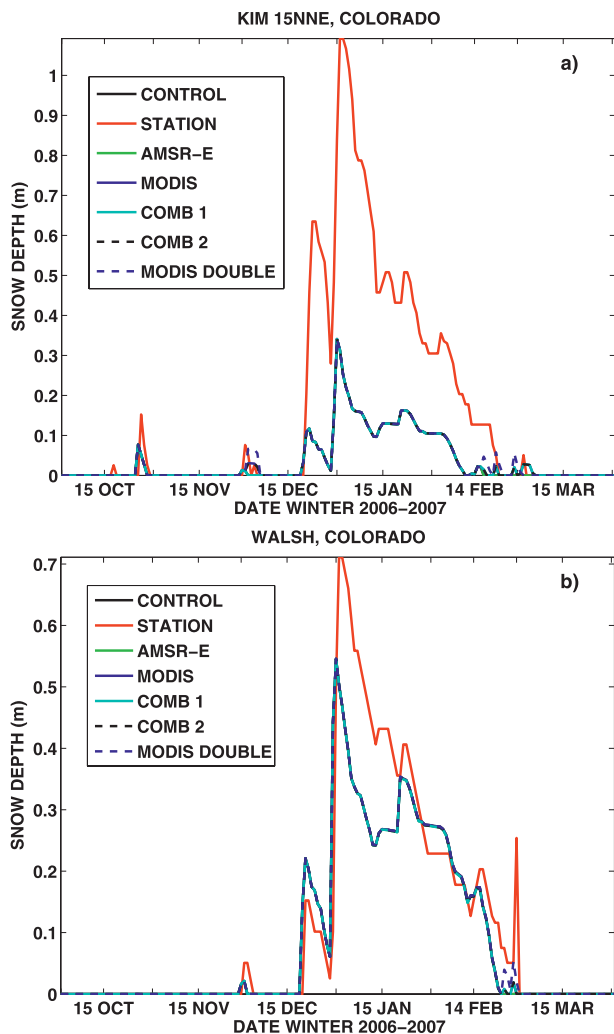 KIM 15NNE, COLORADO
a)
CONTROL
STATION
AMSR-E
MODIS
COMB 1
COMB 2
MODIS DOUBLE
SNOW DEPTH (m)
1
0.9
0.8
0.7
0.6
0.5
0.4
0.3
0.2
0.1
0
15 OCT 15 NOV 15 DEC 15 JAN 14 FEB 15 MAR
DATE WINTER 2006-2007
WALSH, COLORADO
b)
CONTROL
STATION
AMSR-E
MODIS
COMB 1
COMB 2
MODIS DOUBLE
SNOW DEPTH (m)
0.7
0.6
0.5
0.4
0.3
0.2
0.1
0
15 OCT 15 NOV 15 DEC 15 JAN 14 FEB 15 MAR
DATE WINTER 2006-2007